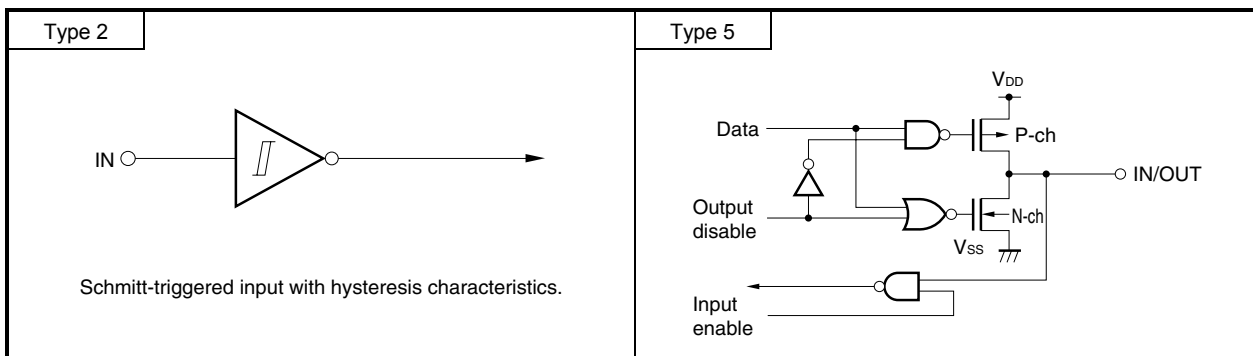 Type 2
IN
Schmitt-triggered input with hysteresis characteristics.
Type 5
VDD
Data
P-ch
IN/OUT
Output
disable
N-ch
VSS
Input
enable